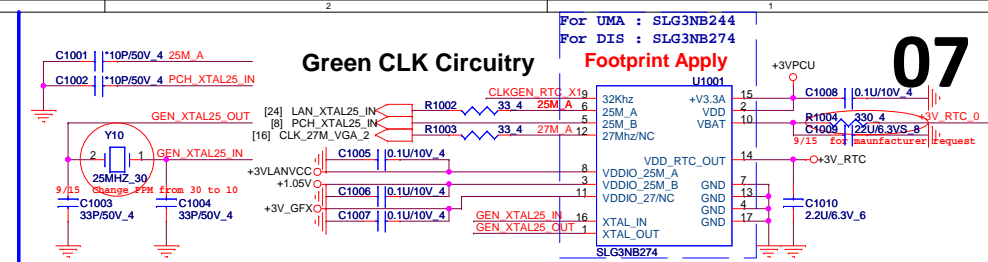 2
1
For UMA : SLG3NB244
For DIS : SLG3NB274
07
Green CLK Circuitry
Footprint Apply
C1001 *10P/50V_4 25M_A
C1002 *10P/50V_4 PCH_XTAL25_IN
+3VPCU
U1001
CLKGEN_RTC_X1 9 32Khz +V3.3A 15
C1008 0.1U/10V_4
[24] LAN_XTAL25_IN R1002 33_4 25M_A 6 25M_A VDD 2
[8] PCH_XTAL25_IN 5 25M_B VBAT 10
R1004 330_4 +3V_RTC_0
[16] CLK_27M_VGA_2 R1003 33_4 27M_A 12 27Mhz/NC
C1009 22U/6.3VS_8
9/15 for maunfacturer request
GEN_XTAL25_OUT
Y10
2 1 GEN_XTAL25_IN
25MHZ_30
9/15 Change PPM from 30 to 10
C1003
33P/50V_4
C1004
33P/50V_4
C1005 0.1U/10V_4
VDD_RTC_OUT 14 +3V_RTC
+3VLANVCC 8 VDDIO_25M_A
+1.05V 3 VDDIO_25M_B GND 7
C1006 0.1U/10V_4
11 VDDIO_27/NC GND 13
+3V_GFX GND 4
C1007 0.1U/10V_4
GEN_XTAL25_IN 16 XTAL_IN GND 17
GEN_XTAL25_OUT 1 XTAL_OUT
C1010
2.2U/6.3V_6
SLG3NB274